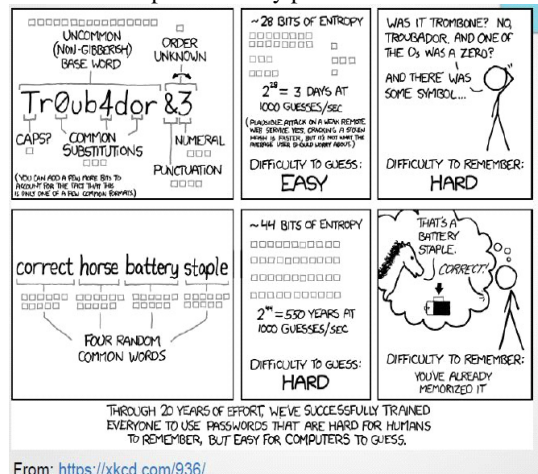 UNCOMMON
(NON-GIBBERISH)
BASE WORD
ORDER
UNKNOWN
Tr0ub4dor &3
CAPS?
COMMON
SUBSTITUTIONS
NUMERAL
PUNCTUATION
(YOU CAN ADD A FEW MORE BITS TO
ACCOUNT FOR THE FACT THAT THIS
IS ONLY ONE OF A FEW COMMON FORMATS.)
~28 BITS OF ENTROPY
2²⁸ = 3 DAYS AT
1000 GUESSES/SEC
(PLAUSIBLE ATTACK ON A WEAK REMOTE
WEB SERVICE. YES, CRACKING A STOLEN
HASH IS FASTER, BUT IT'S NOT WHAT THE
AVERAGE USER SHOULD WORRY ABOUT.)
DIFFICULTY TO GUESS:
EASY
WAS IT TROMBONE? NO,
TROUBADOR. AND ONE OF
THE Os WAS A ZERO?
AND THERE WAS
SOME SYMBOL...
DIFFICULTY TO REMEMBER:
HARD
correct horse battery staple
FOUR RANDOM
COMMON WORDS
~44 BITS OF ENTROPY
2⁴⁴ = 550 YEARS AT
1000 GUESSES/SEC
DIFFICULTY TO GUESS:
HARD
THAT'S A
BATTERY
STAPLE.
CORRECT!
DIFFICULTY TO REMEMBER:
YOU'VE ALREADY
MEMORIZED IT
THROUGH 20 YEARS OF EFFORT, WE'VE SUCCESSFULLY TRAINED
EVERYONE TO USE PASSWORDS THAT ARE HARD FOR HUMANS
TO REMEMBER, BUT EASY FOR COMPUTERS TO GUESS.
From: https://xkcd.com/936/